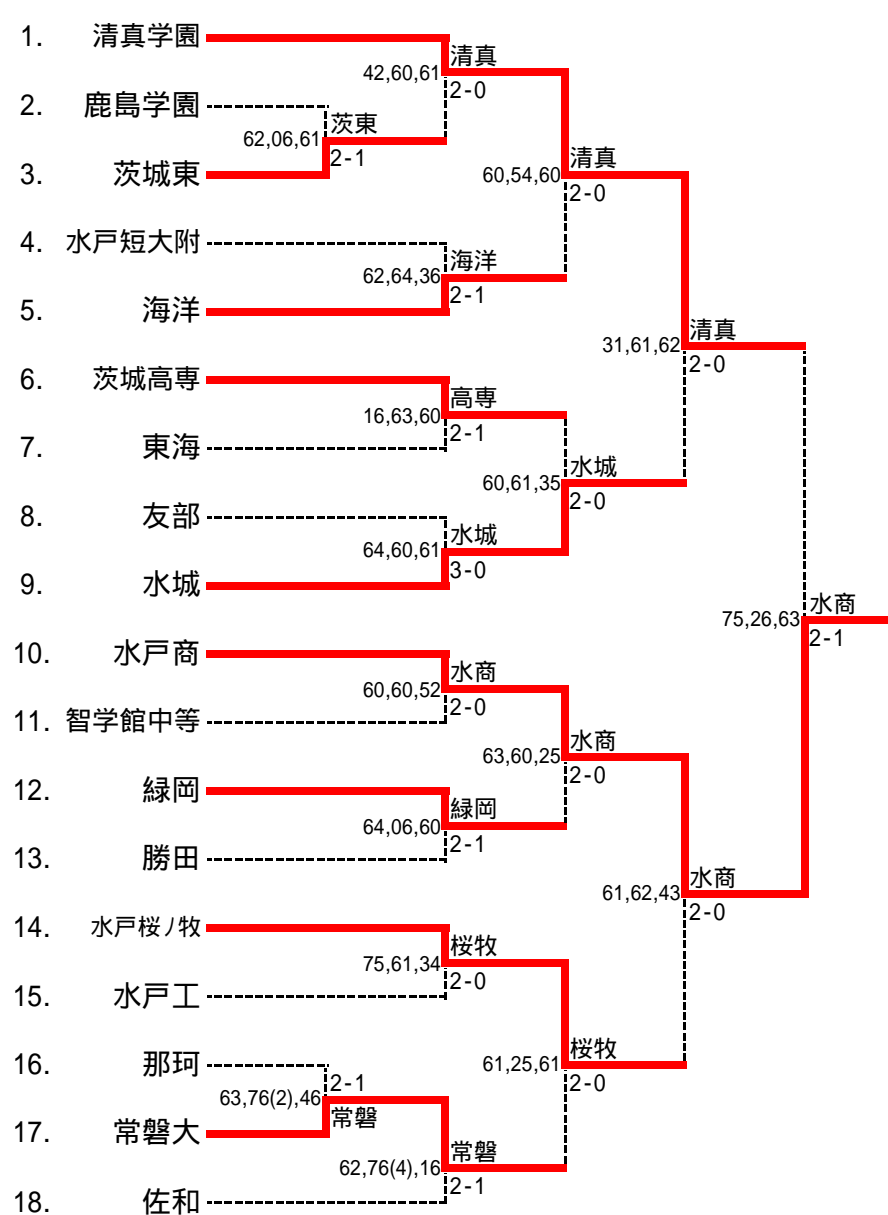 1. 清真学園
清真
42,60,61
2-0
2. 鹿島学園
茨東
62,06,61
2-1
3. 茨城東
清真
60,54,60
2-0
4. 水戸短大附
海洋
62,64,36
2-1
5. 海洋
清真
31,61,62
2-0
6. 茨城高専
高専
16,63,60
2-1
7. 東海
水城
60,61,35
2-0
8. 友部
水城
64,60,61
3-0
9. 水城
水商
75,26,63
2-1
10. 水戸商
水商
60,60,52
2-0
11. 智学館中等
水商
63,60,25
2-0
12. 緑岡
緑岡
64,06,60
2-1
13. 勝田
水商
61,62,43
2-0
14. 水戸桜ノ牧
桜牧
75,61,34
2-0
15. 水戸工
桜牧
61,25,61
2-0
16. 那珂
2-1
63,76(2),46
常磐
17. 常磐大
常磐
62,76(4),16
2-1
18. 佐和